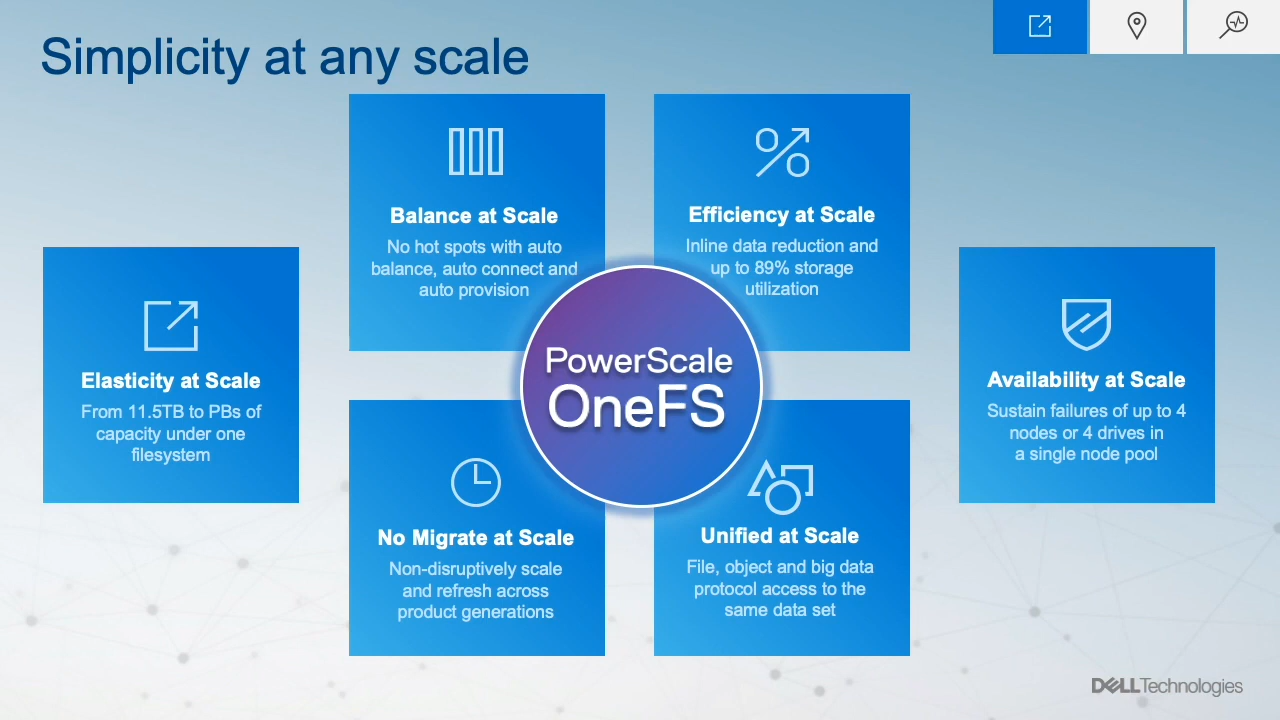 Simplicity at any scale
Balance at Scale
No hot spots with auto
balance, auto connect and
auto provision
Efficiency at Scale
Inline data reduction and
up to 89% storage
utilization
Elasticity at Scale
From 11.5TB to PBs of
capacity under one
filesystem
PowerScale
OneFS
Availability at Scale
Sustain failures of up to 4
nodes or 4 drives in
a single node pool
No Migrate at Scale
Non-disruptively scale
and refresh across
product generations
Unified at Scale
File, object and big data
protocol access to the
same data set
DELL Technologies